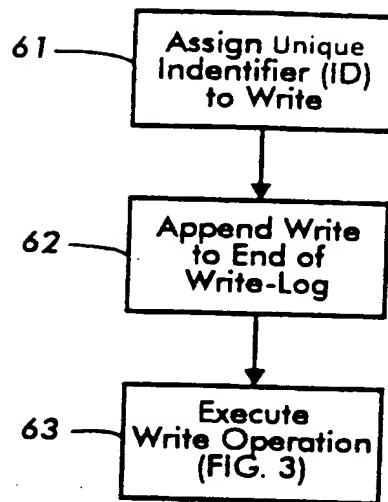 61
Assign Unique
Indentifier (ID)
to Write
62
Append Write
to End of
Write-Log
63
Execute
Write Operation
(FIG. 3)